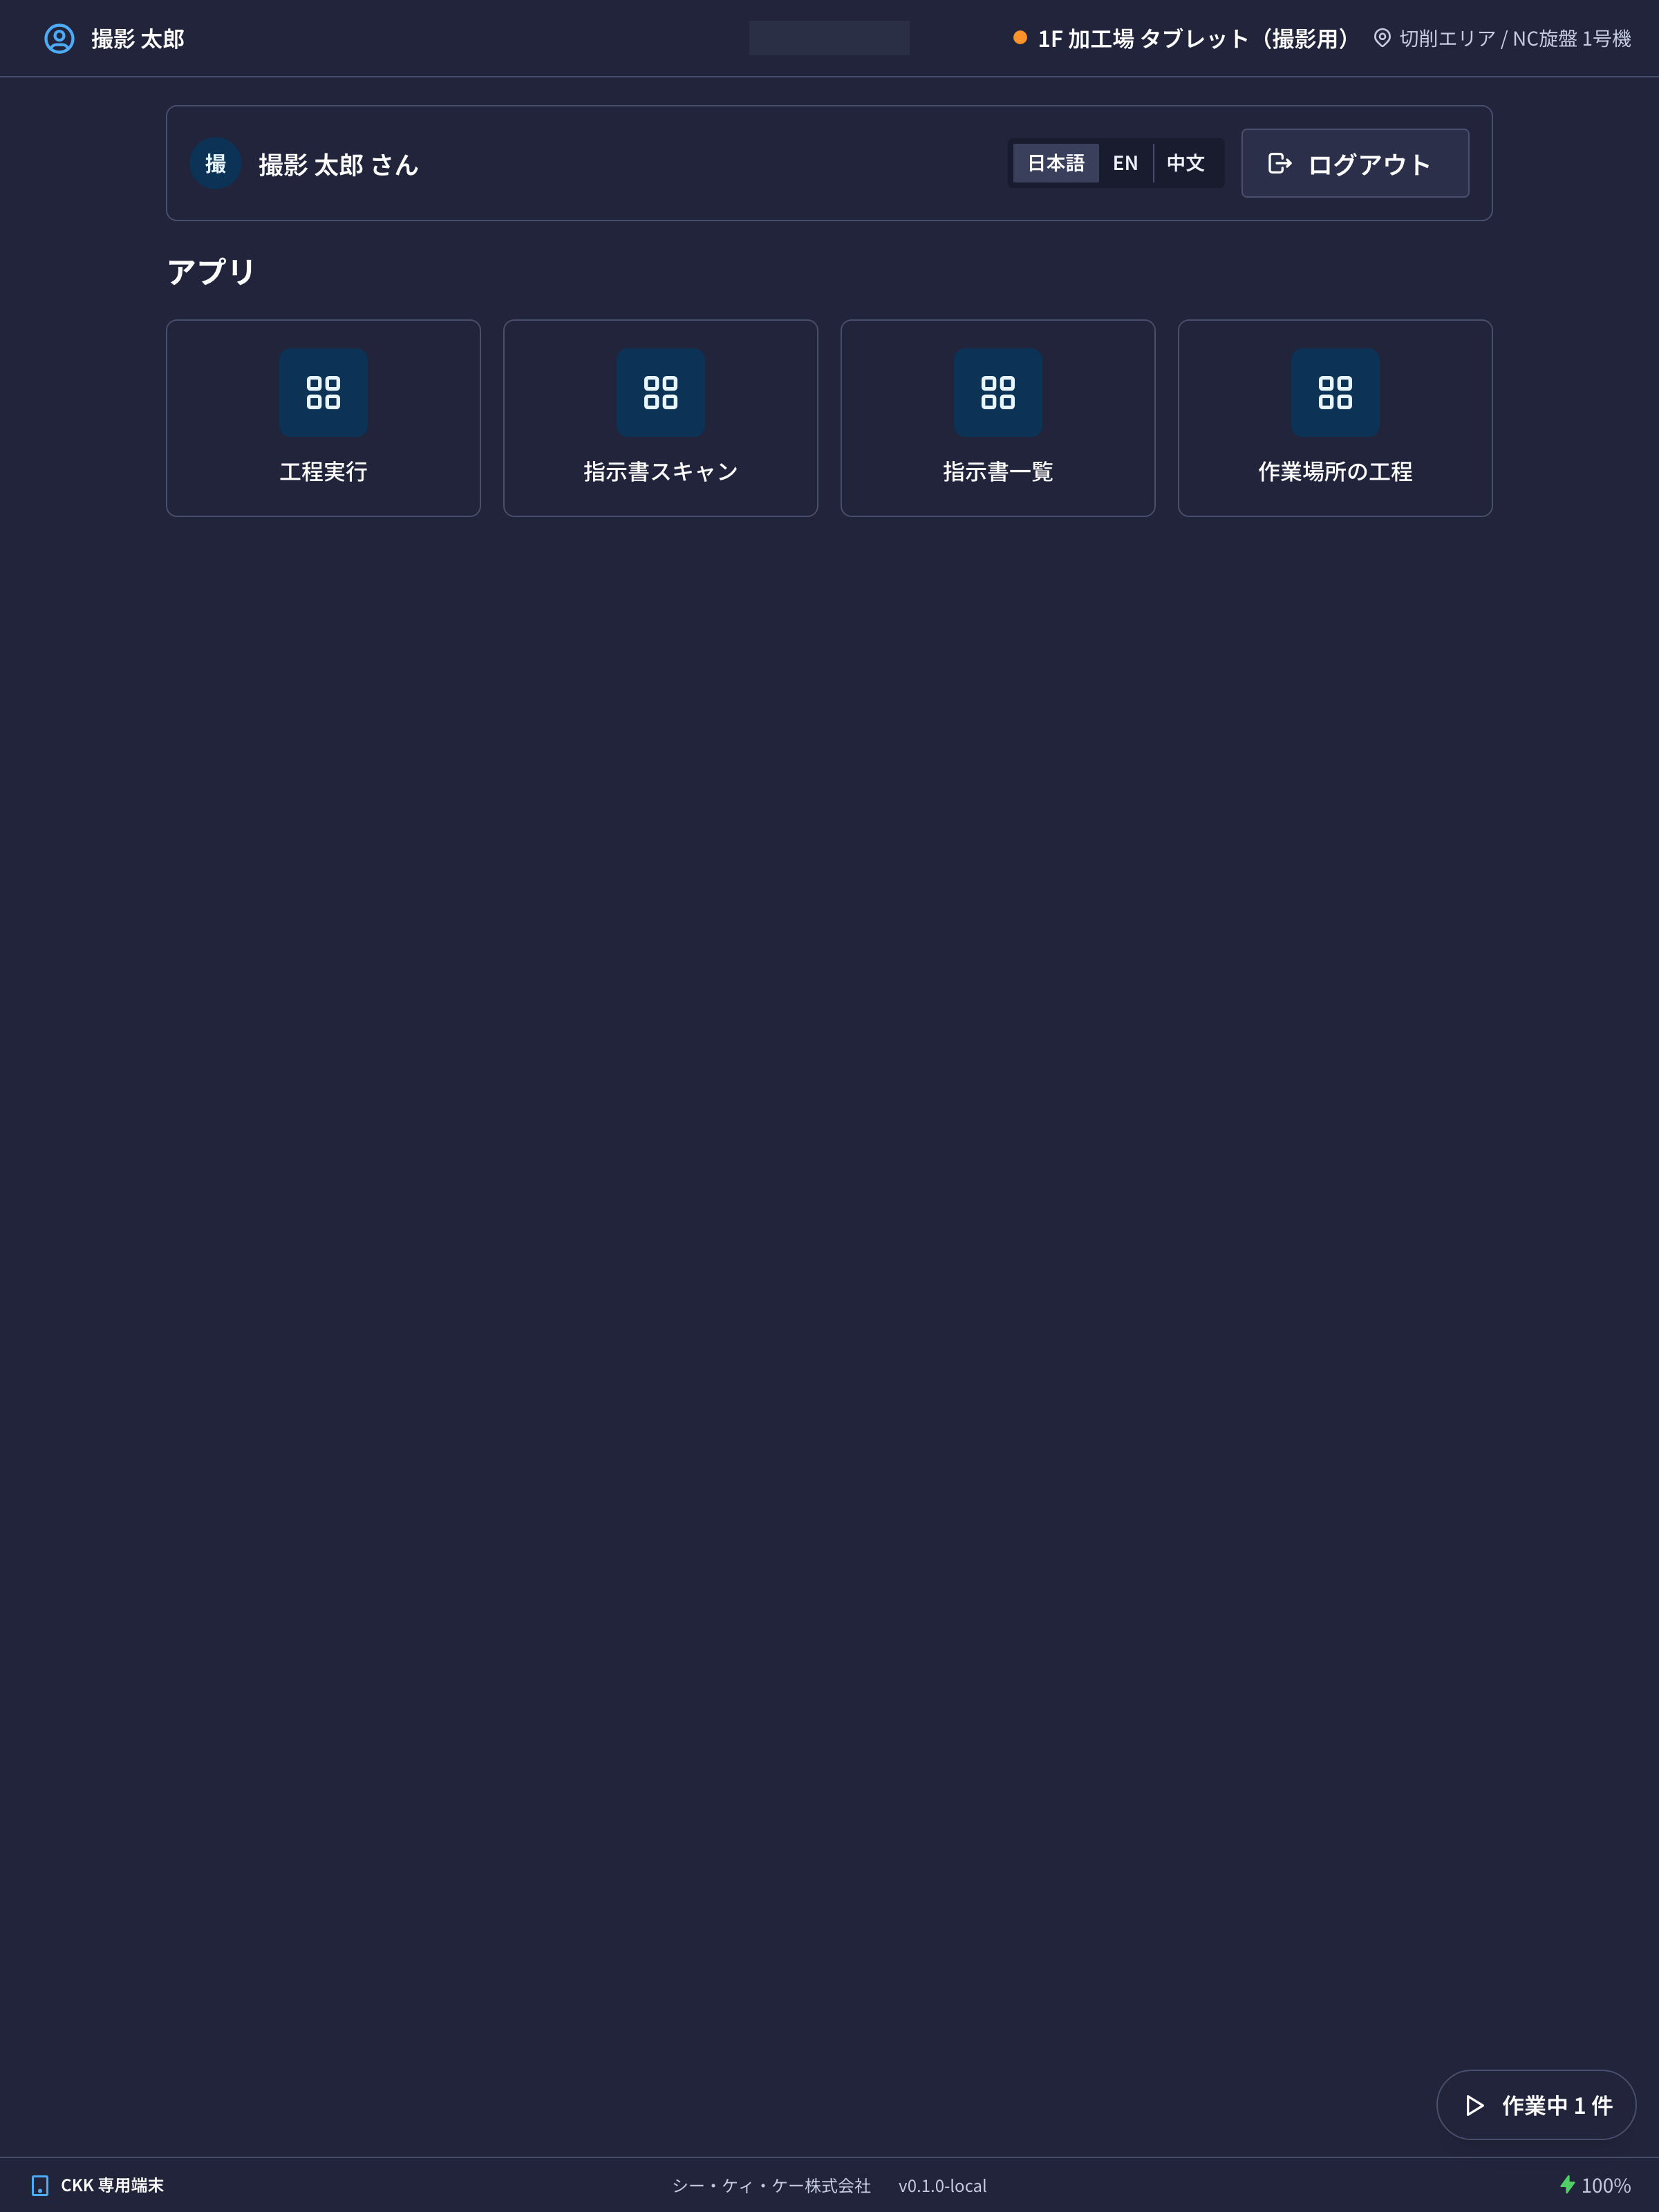 撮影 太郎
1F 加工場 タブレット（撮影用） 切削エリア / NC旋盤 1号機
撮 撮影 太郎 さん
日本語 EN 中文
ログアウト
アプリ
工程実行
指示書スキャン
指示書一覧
作業場所の工程
作業中 1 件
CKK 専用端末
シー・ケィ・ケー株式会社 v0.1.0-local
100%